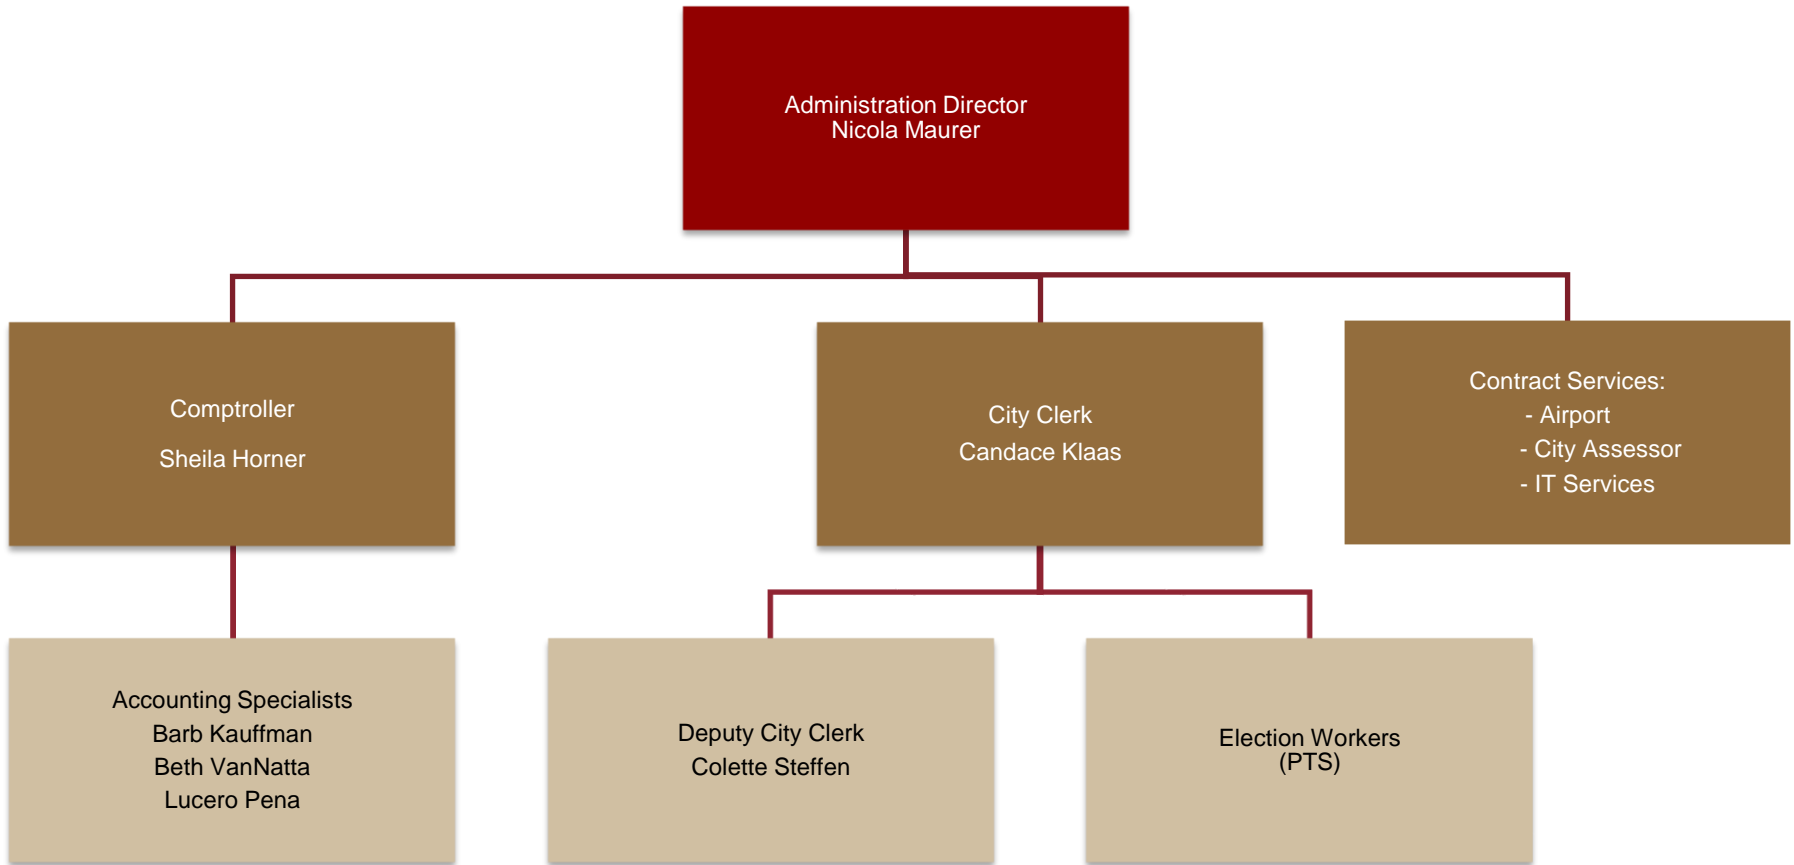 Administration Director
Nicola Maurer
Comptroller
Sheila Horner
City Clerk
Candace Klaas
Contract Services:
- Airport
- City Assessor
- IT Services
Accounting Specialists
Barb Kauffman
Beth VanNatta
Lucero Pena
Deputy City Clerk
Colette Steffen
Election Workers
(PTS)